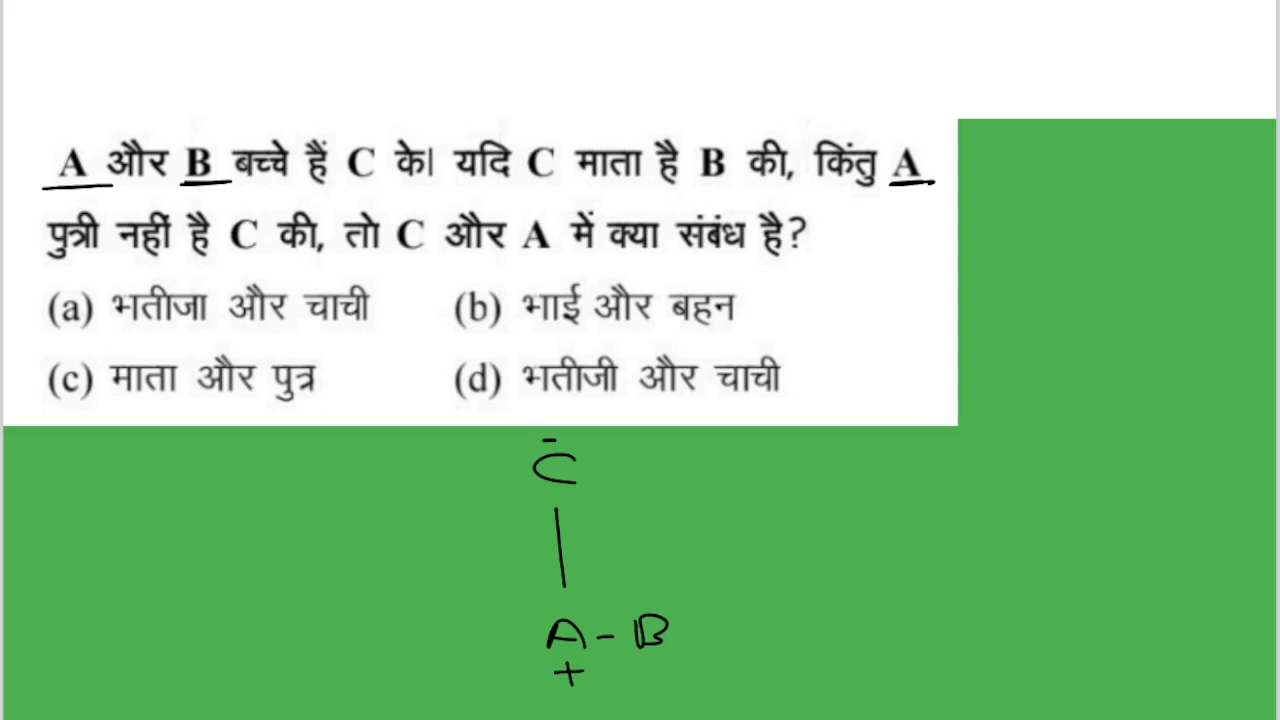 A और B बच्चे हैं C के। यदि C माता है B की, किंतु A
पुत्री नहीं है C की, तो C और A में क्या संबंध है?
(a) भतीजा और चाची (b) भाई और बहन
(c) माता और पुत्र (d) भतीजी और चाची
-
C
A - B
+